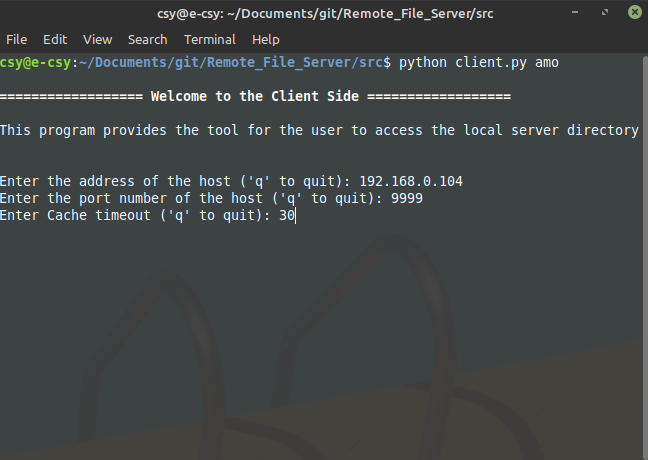 csy@e-csy: ~/Documents/git/Remote_File_Server/src
File Edit View Search Terminal Help
csy@e-csy:~/Documents/git/Remote_File_Server/src$ python client.py amo
================== Welcome to the Client Side ==================
This program provides the tool for the user to access the local server directory
Enter the address of the host ('q' to quit): 192.168.0.104
Enter the port number of the host ('q' to quit): 9999
Enter Cache timeout ('q' to quit): 30